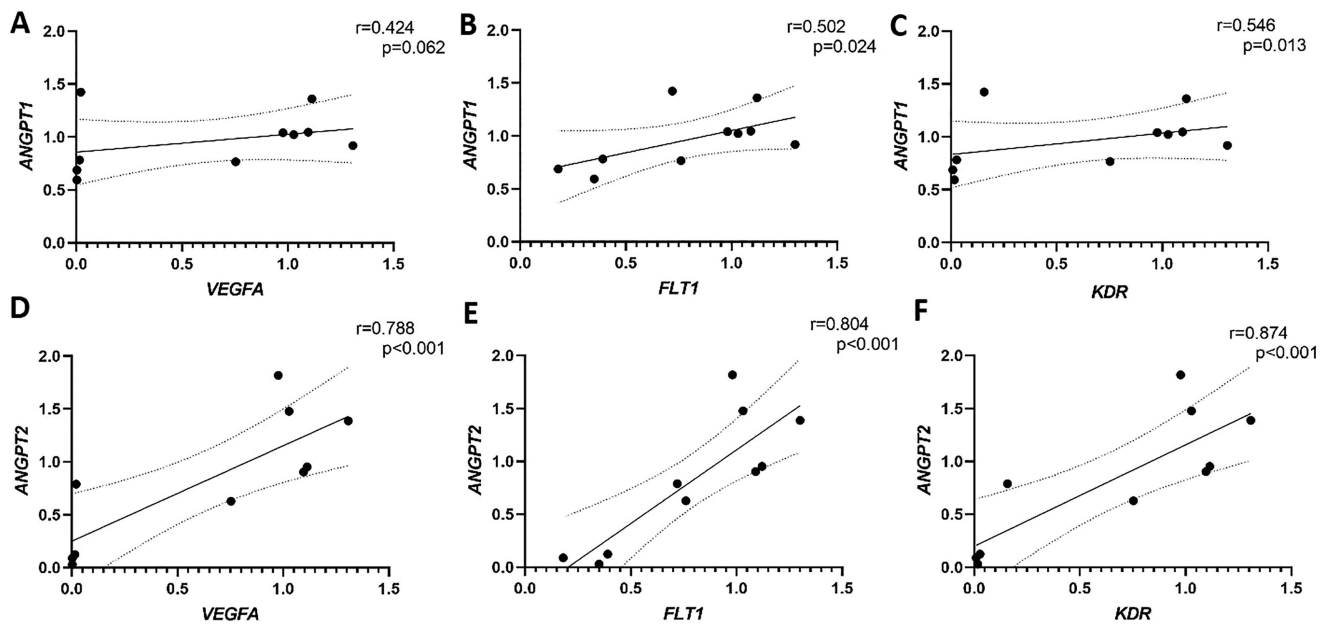 A
r=0.424
p=0.062
2.0
1.5
1.0
0.5
0.0
ANGPT1
0.0 0.5 1.0 1.5
VEGFA
B
r=0.502
p=0.024
2.0
1.5
1.0
0.5
0.0
ANGPT1
0.0 0.5 1.0 1.5
FLT1
C
r=0.546
p=0.013
2.0
1.5
1.0
0.5
0.0
ANGPT1
0.0 0.5 1.0 1.5
KDR
D
r=0.788
p<0.001
2.0
1.5
1.0
0.5
0.0
ANGPT2
0.0 0.5 1.0 1.5
VEGFA
E
r=0.804
p<0.001
2.0
1.5
1.0
0.5
0.0
ANGPT2
0.0 0.5 1.0 1.5
FLT1
F
r=0.874
p<0.001
2.0
1.5
1.0
0.5
0.0
ANGPT2
0.0 0.5 1.0 1.5
KDR